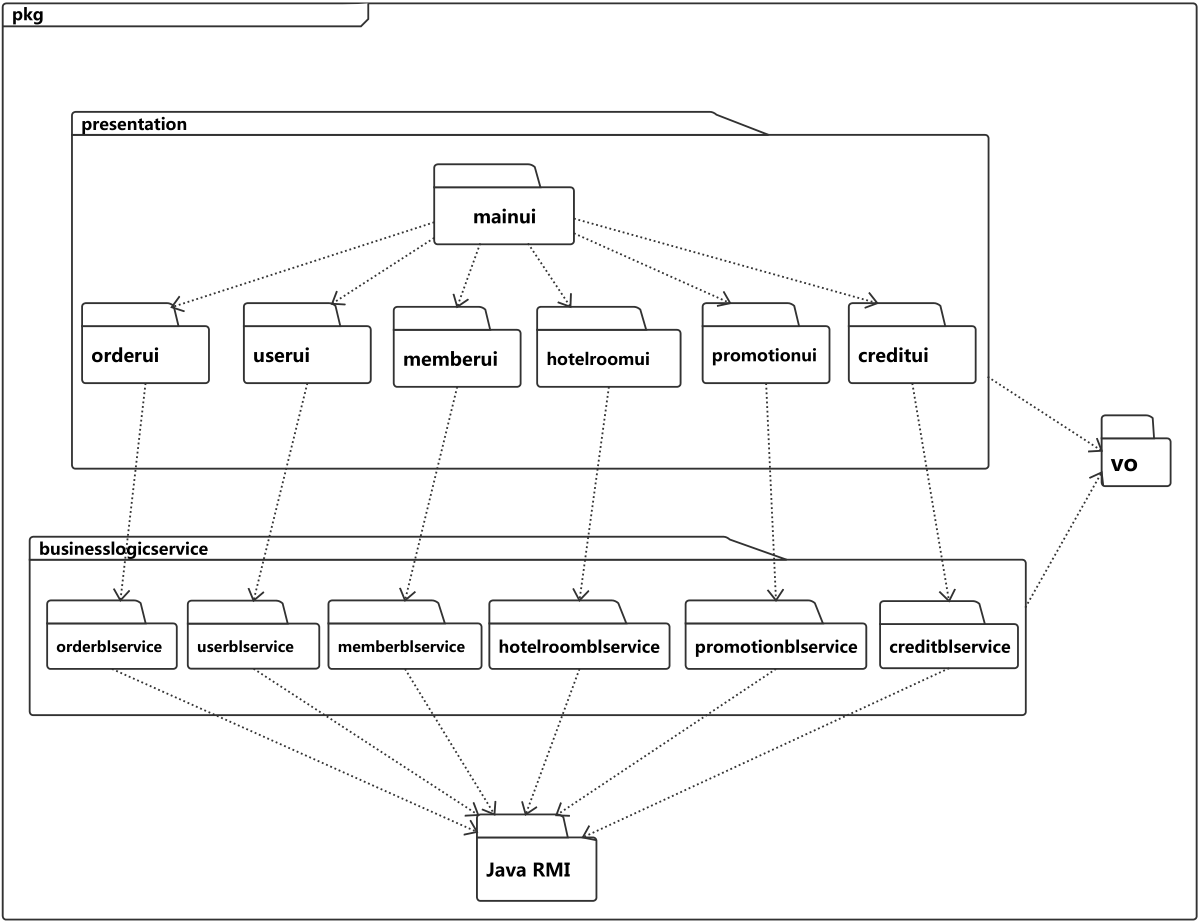 pkg
presentation
mainui
orderui
userui
memberui
hotelroomui
promotionui
creditui
vo
businesslogicservice
orderblservice
userblservice
memberblservice
hotelroomblservice
promotionblservice
creditblservice
Java RMI